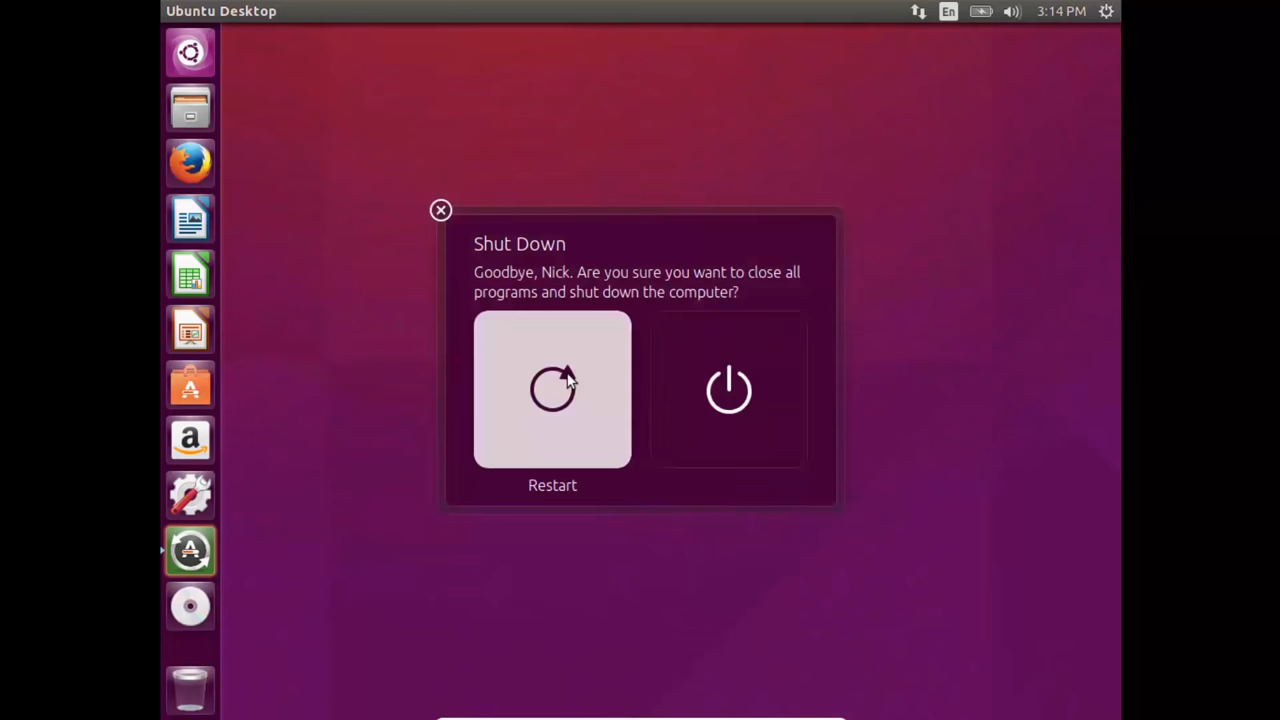 Ubuntu Desktop
En
3:14 PM
Shut Down
Goodbye, Nick. Are you sure you want to close all
programs and shut down the computer?
Restart